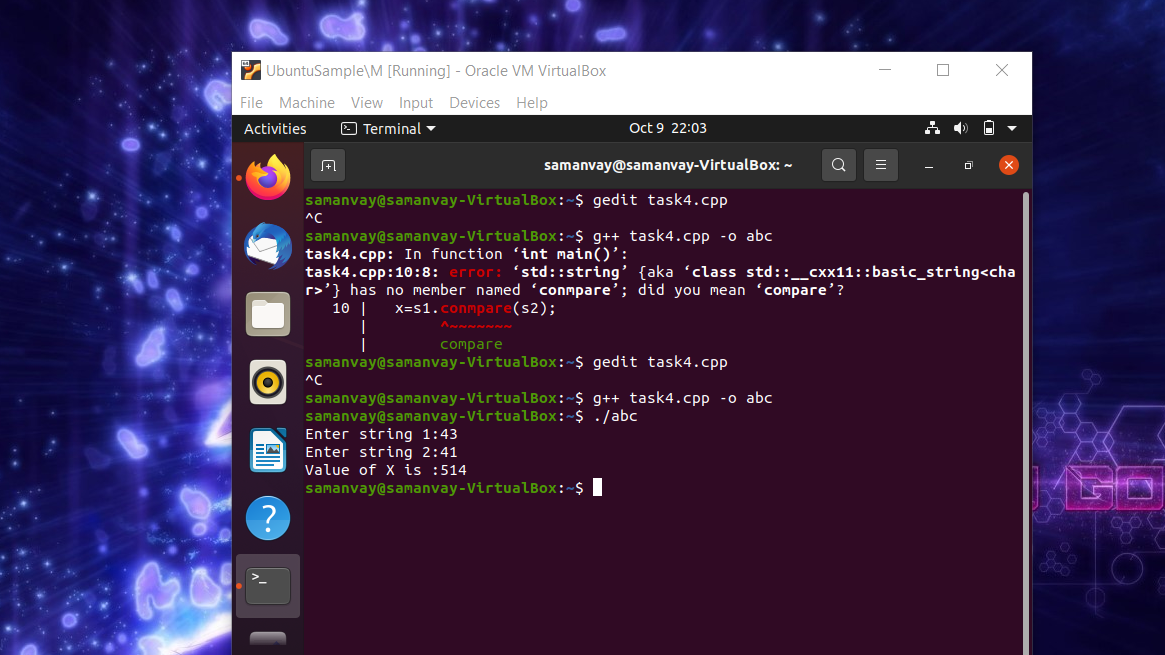 UbuntuSample\M [Running] - Oracle VM VirtualBox
File Machine View Input Devices Help
Activities Terminal Oct 9 22:03
samanvay@samanvay-VirtualBox: ~
samanvay@samanvay-VirtualBox:~$ gedit task4.cpp
^C
samanvay@samanvay-VirtualBox:~$ g++ task4.cpp -o abc
task4.cpp: In function ‘int main()’:
task4.cpp:10:8: error: ‘std::string’ {aka ‘class std::__cxx11::basic_string<cha
r>’} has no member named ‘conmpare’; did you mean ‘compare’?
   10 |   x=s1.conmpare(s2);
      |        ^~~~~~~~
      |        compare
samanvay@samanvay-VirtualBox:~$ gedit task4.cpp
^C
samanvay@samanvay-VirtualBox:~$ g++ task4.cpp -o abc
samanvay@samanvay-VirtualBox:~$ ./abc
Enter string 1:43
Enter string 2:41
Value of X is :514
samanvay@samanvay-VirtualBox:~$
>_
GO